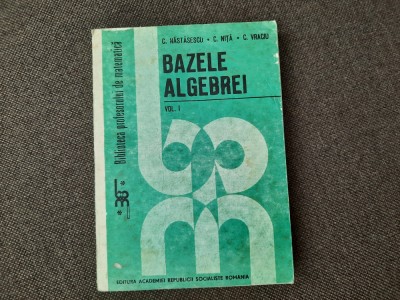 C. NĂSTĂSESCU • C. NIȚĂ • C. VRACIU
BAZELE
ALGEBREI
VOL. I
Biblioteca profesorului de matematică
EDITURA ACADEMIEI REPUBLICII SOCIALISTE ROMÂNIA